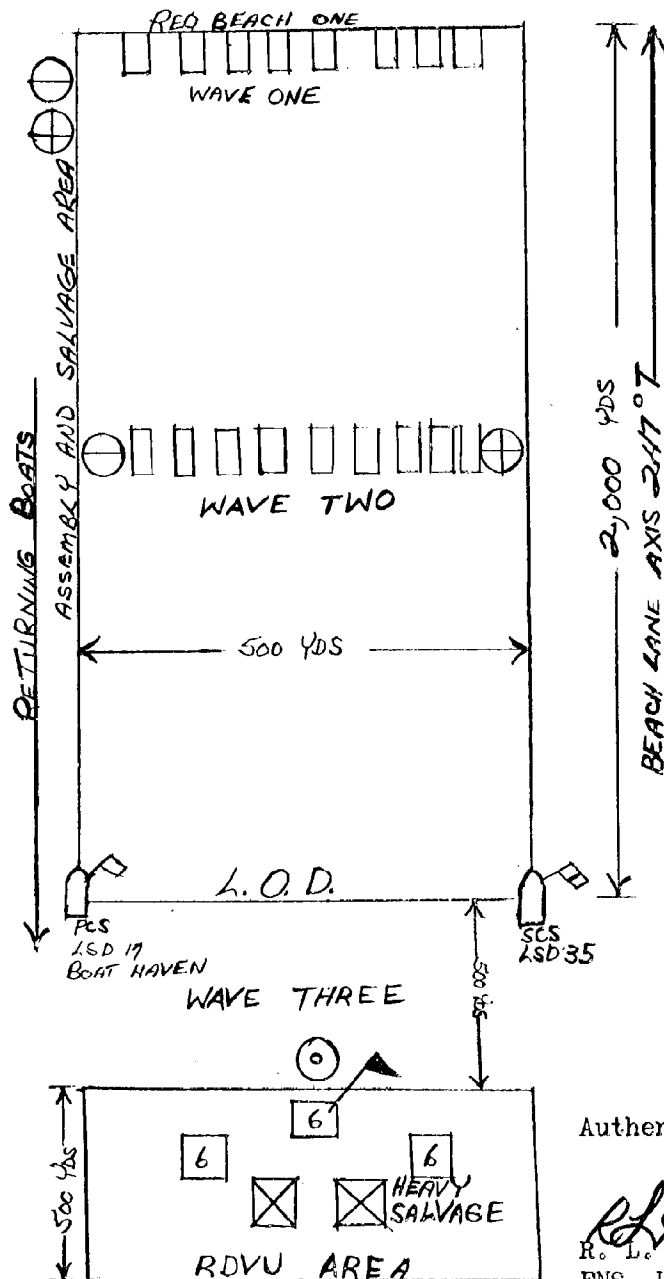 RED BEACH ONE
WAVE ONE
ASSEMBLY AND SALVAGE AREA
RETURNING BOATS
WAVE TWO
2,000 YDS
BEACH LANE AXIS 247°T
500 YDS
L.O.D.
PCS
LSD 17
BOAT HAVEN
SCS
LSD 35
WAVE THREE
500 YDS
6
6
6
HEAVY
SALVAGE
500 YDS
RDVU AREA
Authen
R. L.
ENS